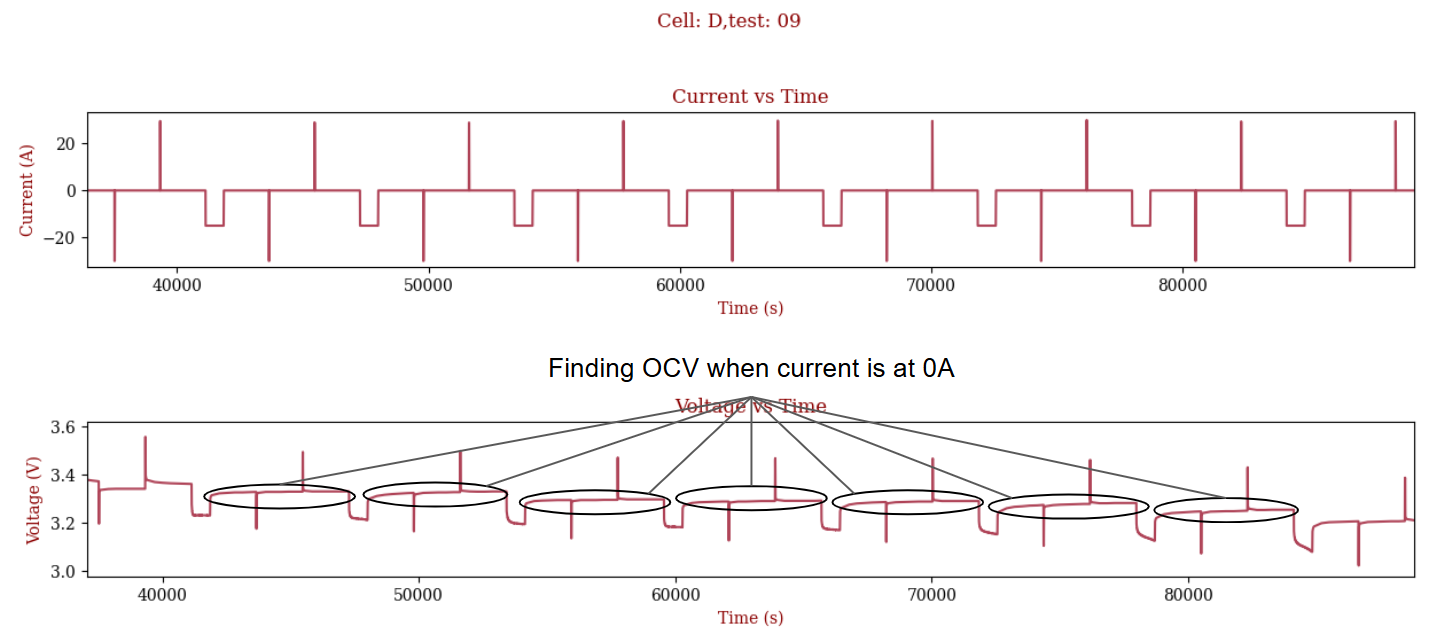 Cell: D,test: 09
Current vs Time
Current (A)
20
0
−20
40000 50000 60000 70000 80000
Time (s)
Finding OCV when current is at 0A
Voltage vs Time
Voltage (V)
3.6
3.4
3.2
3.0
40000 50000 60000 70000 80000
Time (s)